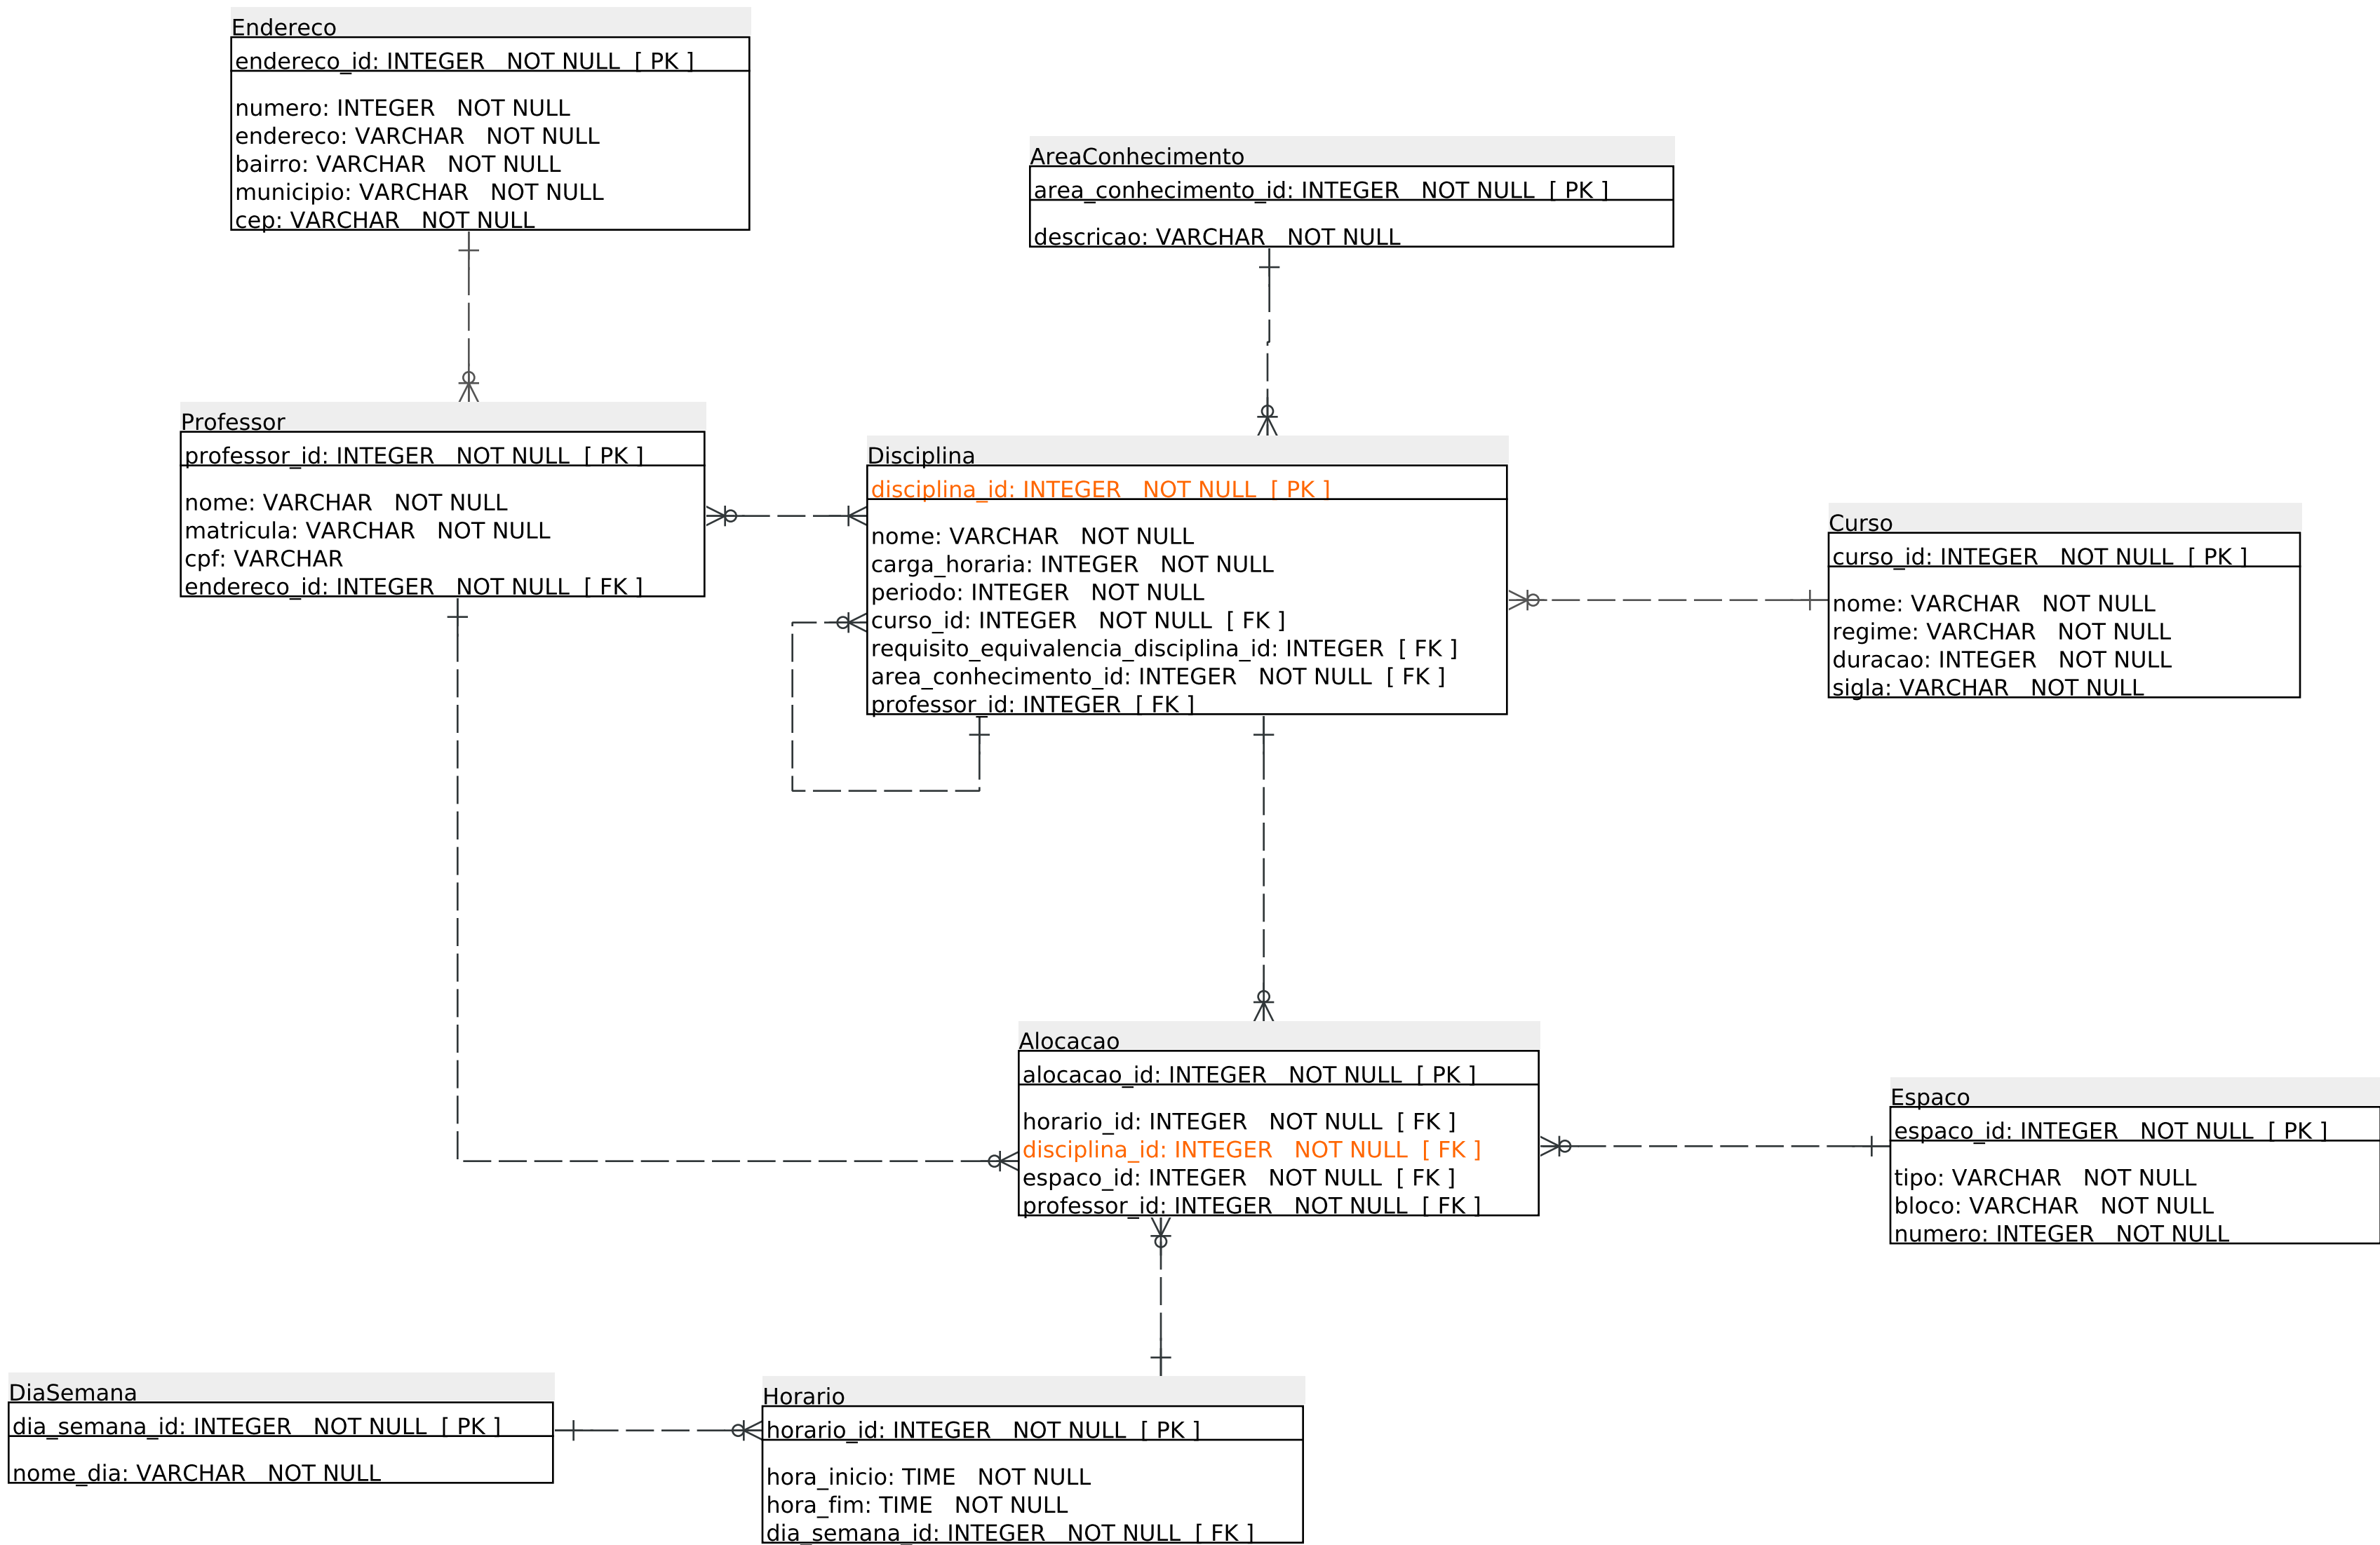 Endereco
endereco_id: INTEGER NOT NULL [ PK ]
numero: INTEGER NOT NULL
endereco: VARCHAR NOT NULL
bairro: VARCHAR NOT NULL
municipio: VARCHAR NOT NULL
cep: VARCHAR NOT NULL
AreaConhecimento
area_conhecimento_id: INTEGER NOT NULL [ PK ]
descricao: VARCHAR NOT NULL
Professor
professor_id: INTEGER NOT NULL [ PK ]
nome: VARCHAR NOT NULL
matricula: VARCHAR NOT NULL
cpf: VARCHAR
endereco_id: INTEGER NOT NULL [ FK ]
Disciplina
disciplina_id: INTEGER NOT NULL [ PK ]
nome: VARCHAR NOT NULL
carga_horaria: INTEGER NOT NULL
periodo: INTEGER NOT NULL
curso_id: INTEGER NOT NULL [ FK ]
requisito_equivalencia_disciplina_id: INTEGER [ FK ]
area_conhecimento_id: INTEGER NOT NULL [ FK ]
professor_id: INTEGER [ FK ]
Curso
curso_id: INTEGER NOT NULL [ PK ]
nome: VARCHAR NOT NULL
regime: VARCHAR NOT NULL
duracao: INTEGER NOT NULL
sigla: VARCHAR NOT NULL
Alocacao
alocacao_id: INTEGER NOT NULL [ PK ]
horario_id: INTEGER NOT NULL [ FK ]
disciplina_id: INTEGER NOT NULL [ FK ]
espaco_id: INTEGER NOT NULL [ FK ]
professor_id: INTEGER NOT NULL [ FK ]
Espaco
espaco_id: INTEGER NOT NULL [ PK ]
tipo: VARCHAR NOT NULL
bloco: VARCHAR NOT NULL
numero: INTEGER NOT NULL
DiaSemana
dia_semana_id: INTEGER NOT NULL [ PK ]
nome_dia: VARCHAR NOT NULL
Horario
horario_id: INTEGER NOT NULL [ PK ]
hora_inicio: TIME NOT NULL
hora_fim: TIME NOT NULL
dia_semana_id: INTEGER NOT NULL [ FK ]